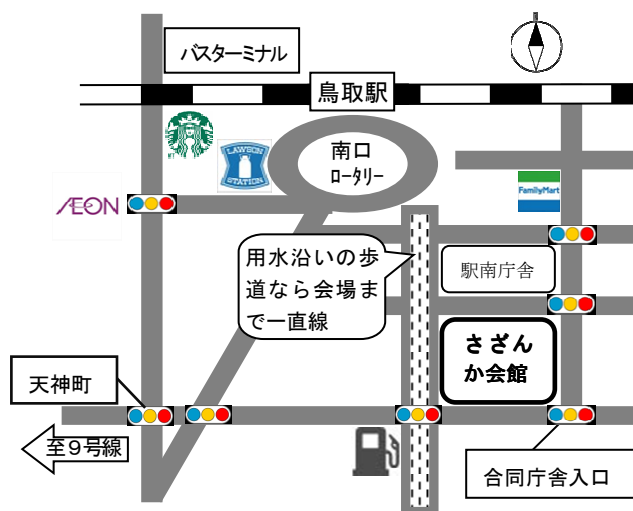 バスターミナル
鳥取駅
南口
ロータリー
LAWSON
STATION
FamilyMart
ÆON
用水沿いの歩
道なら会場ま
で一直線
駅南庁舎
さざん
か会館
天神町
至９号線
合同庁舎入口